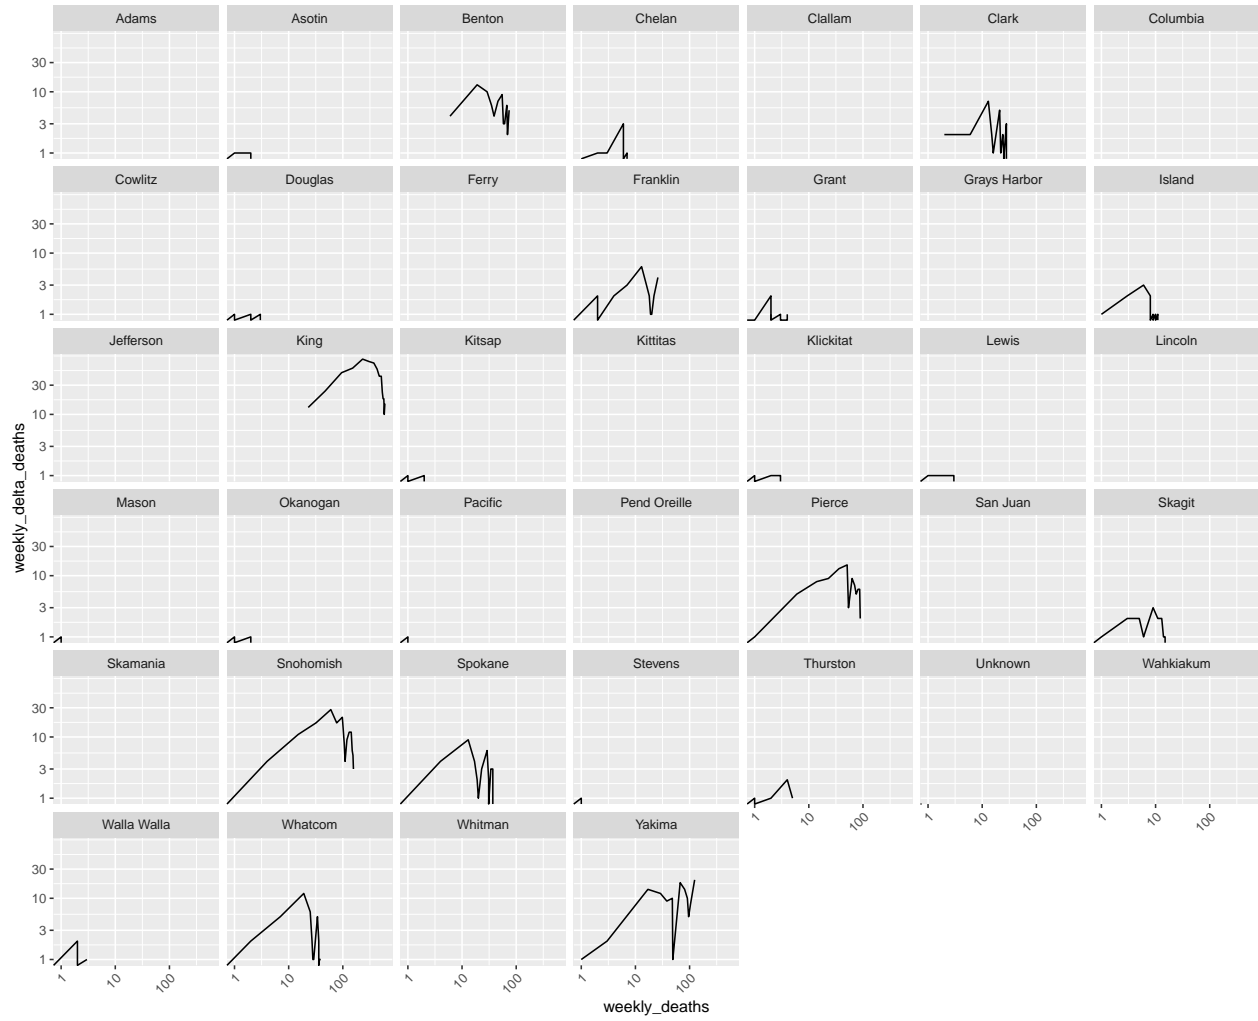 Adams Asotin Benton Chelan Clallam Clark Columbia
30
10
3
1
Cowlitz Douglas Ferry Franklin Grant Grays Harbor Island
30
10
3
1
Jefferson King Kitsap Kittitas Klickitat Lewis Lincoln
30
10
3
1
weekly_delta_deaths
Mason Okanogan Pacific Pend Oreille Pierce San Juan Skagit
30
10
3
1
Skamania Snohomish Spokane Stevens Thurston Unknown Wahkiakum
30
10
3
1
1 10 100 1 10 100 1 10 100
Walla Walla Whatcom Whitman Yakima
30
10
3
1
1 10 100 1 10 100 1 10 100 1 10 100
weekly_deaths